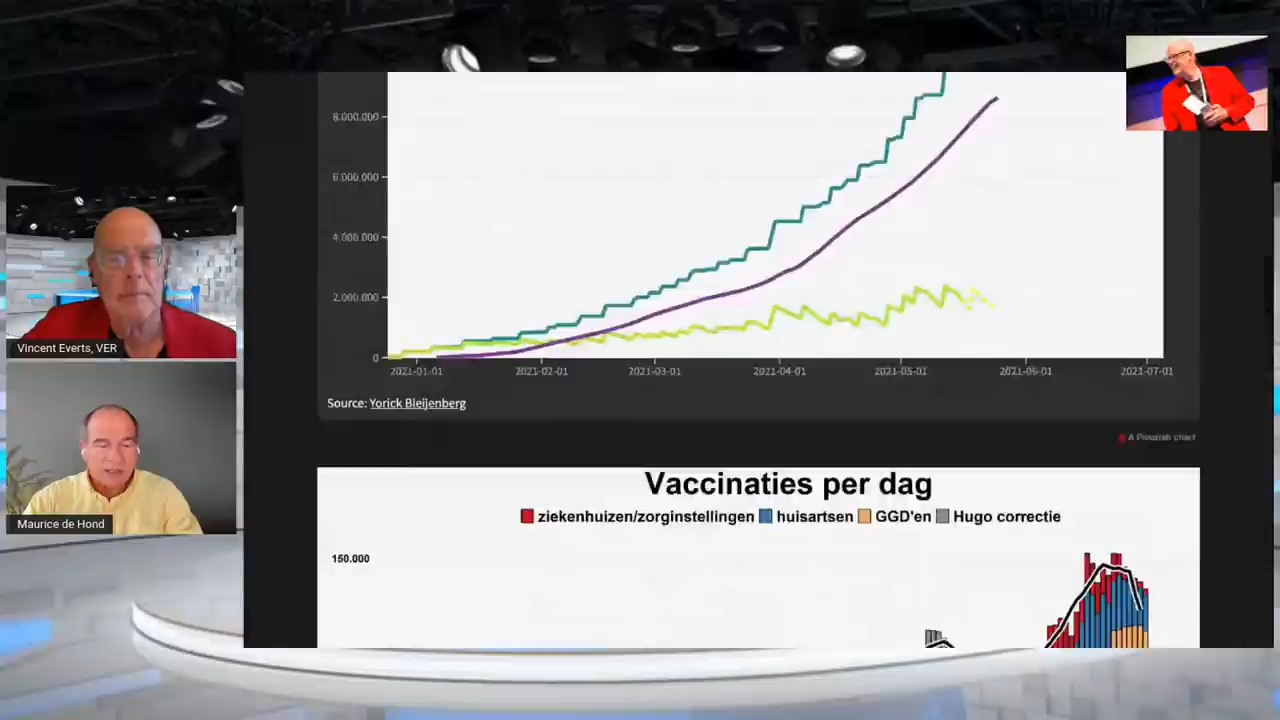 8.000.000
6.000.000
4.000.000
2.000.000
0
2021-01-01 2021-02-01 2021-03-01 2021-04-01 2021-05-01 2021-06-01 2021-07-01
Source: Yorick Bleijenberg
A Flourish chart
Vaccinaties per dag
ziekenhuizen/zorginstellingen huisartsen GGD'en Hugo correctie
150.000
Vincent Everts, VER
Maurice de Hond